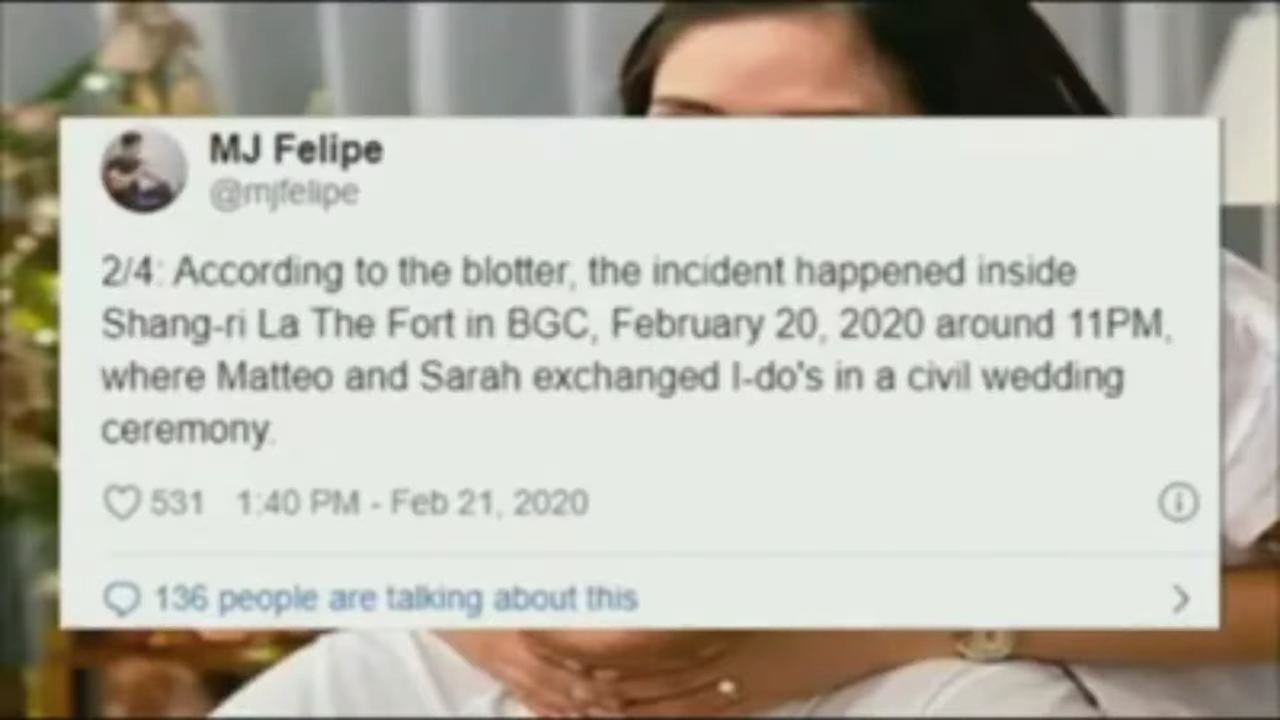 MJ Felipe
@mjfelipe
2/4: According to the blotter, the incident happened inside
Shang-ri La The Fort in BGC, February 20, 2020 around 11PM,
where Matteo and Sarah exchanged I-do's in a civil wedding
ceremony.
531 1:40 PM - Feb 21, 2020
136 people are talking about this